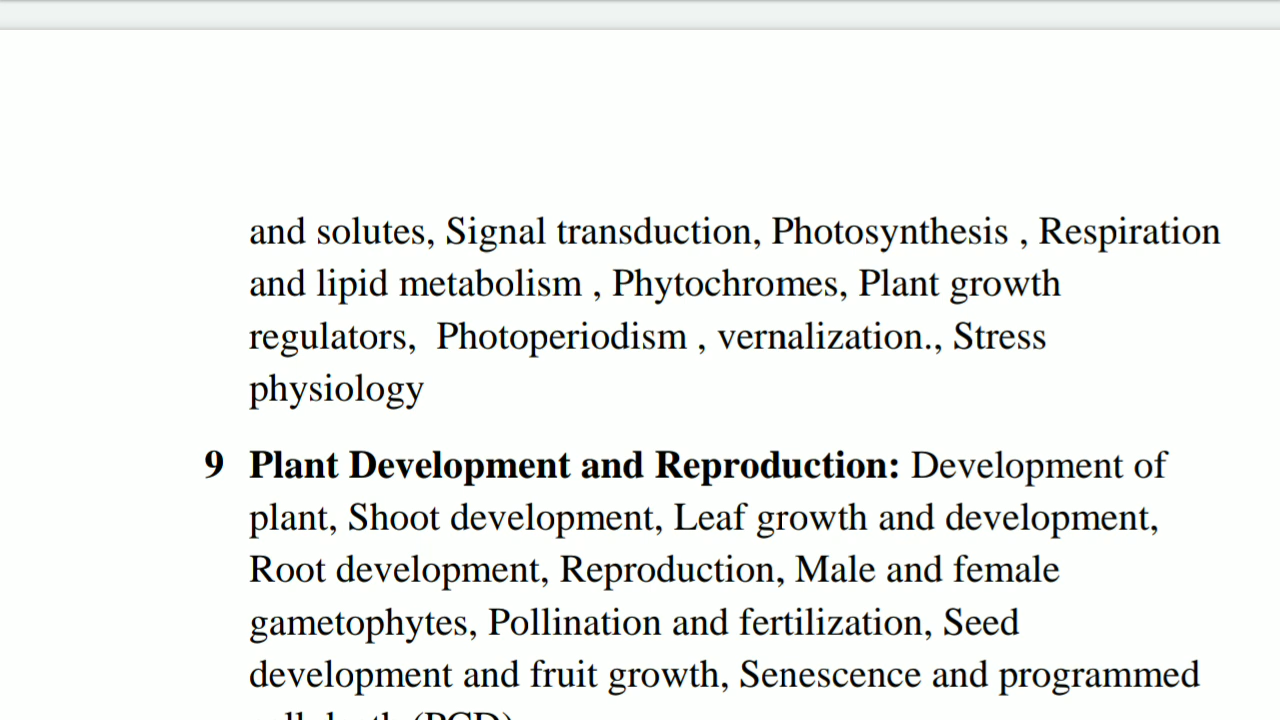 and solutes, Signal transduction, Photosynthesis , Respiration
and lipid metabolism , Phytochromes, Plant growth
regulators,  Photoperiodism , vernalization., Stress
physiology
9 Plant Development and Reproduction: Development of
plant, Shoot development, Leaf growth and development,
Root development, Reproduction, Male and female
gametophytes, Pollination and fertilization, Seed
development and fruit growth, Senescence and programmed